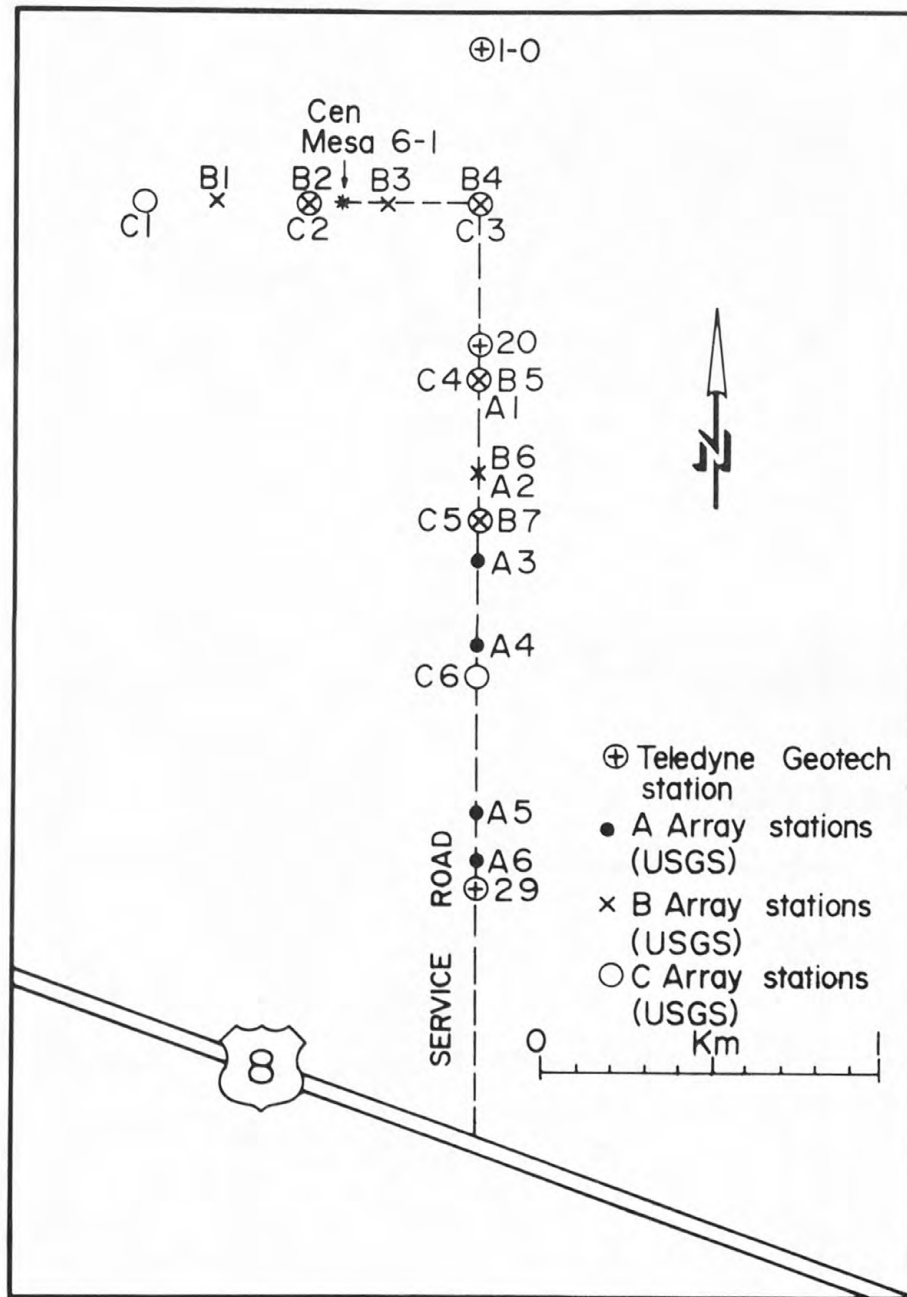 1-0
Cen
Mesa 6-1
B1 B2 B3 B4
C1 C2 C13
20
C4 B5
A1
B6
A2
C5 B7
A3
A4
C6
A5
A6
29
SERVICE ROAD
N
Teledyne Geotech
station
A Array stations
(USGS)
B Array stations
(USGS)
C Array stations
(USGS)
0 Km 1
8